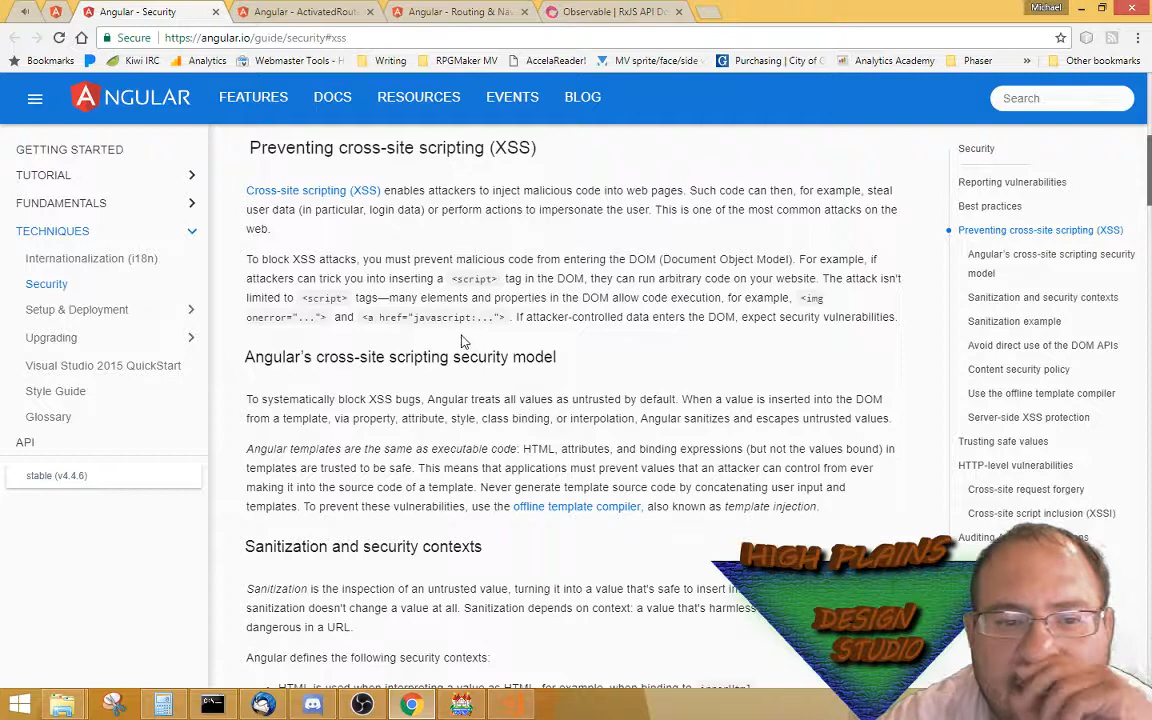 Angular - Security
Angular - ActivatedRout
Angular - Routing & Na
Observable | RxJS API Do
Michael
Secure
https://angular.io/guide/security#xss
Bookmarks
Kiwi IRC
Analytics
Webmaster Tools - H
Writing
RPGMaker MV
AccelaReader!
MV sprite/face/side v
Purchasing | City of G
Analytics Academy
Phaser
»
Other bookmarks
ANGULAR
FEATURES
DOCS
RESOURCES
EVENTS
BLOG
Search
GETTING STARTED
TUTORIAL
FUNDAMENTALS
TECHNIQUES
Internationalization (i18n)
Security
Setup & Deployment
Upgrading
Visual Studio 2015 QuickStart
Style Guide
Glossary
API
stable (v4.4.6)
Preventing cross-site scripting (XSS)
Cross-site scripting (XSS) enables attackers to inject malicious code into web pages. Such code can then, for example, steal
user data (in particular, login data) or perform actions to impersonate the user. This is one of the most common attacks on the
web.
To block XSS attacks, you must prevent malicious code from entering the DOM (Document Object Model). For example, if
attackers can trick you into inserting a <script> tag in the DOM, they can run arbitrary code on your website. The attack isn't
limited to <script> tags—many elements and properties in the DOM allow code execution, for example, <img
onerror="..."> and <a href="javascript:..."> . If attacker-controlled data enters the DOM, expect security vulnerabilities.
Angular's cross-site scripting security model
To systematically block XSS bugs, Angular treats all values as untrusted by default. When a value is inserted into the DOM
from a template, via property, attribute, style, class binding, or interpolation, Angular sanitizes and escapes untrusted values.
Angular templates are the same as executable code: HTML, attributes, and binding expressions (but not the values bound) in
templates are trusted to be safe. This means that applications must prevent values that an attacker can control from ever
making it into the source code of a template. Never generate template source code by concatenating user input and
templates. To prevent these vulnerabilities, use the offline template compiler, also known as template injection.
Sanitization and security contexts
Sanitization is the inspection of an untrusted value, turning it into a value that's safe to insert in
sanitization doesn't change a value at all. Sanitization depends on context: a value that's harmless
dangerous in a URL.
Angular defines the following security contexts:
HTML is used when interpreting a value as HTML, for example, when binding to
Security
Reporting vulnerabilities
Best practices
Preventing cross-site scripting (XSS)
Angular's cross-site scripting security
model
Sanitization and security contexts
Sanitization example
Avoid direct use of the DOM APIs
Content security policy
Use the offline template compiler
Server-side XSS protection
Trusting safe values
HTTP-level vulnerabilities
Cross-site request forgery
Cross-site script inclusion (XSSI)
HIGH PLAINS
DESIGN
STUDIO